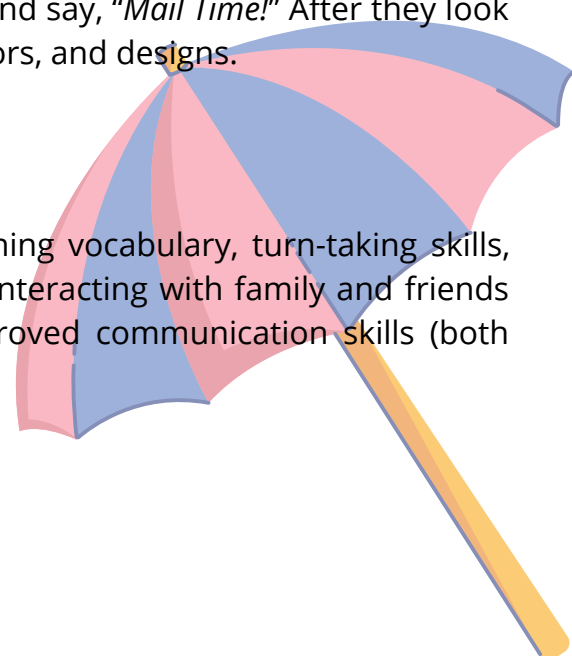 nd say, “Mail Time!” After they look
ors, and designs.
ning vocabulary, turn-taking skills,
nteracting with family and friends
roved communication skills (both